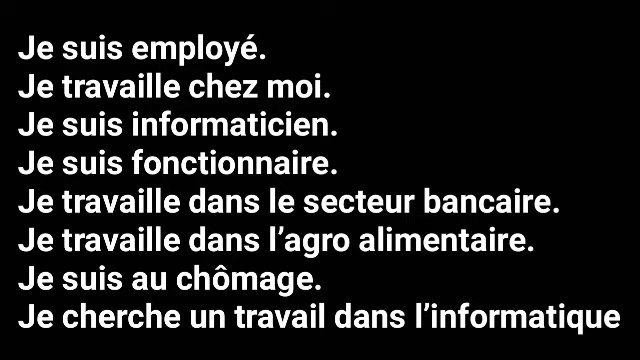 Je suis employé.
Je travaille chez moi.
Je suis informaticien.
Je suis fonctionnaire.
Je travaille dans le secteur bancaire.
Je travaille dans l’agro alimentaire.
Je suis au chômage.
Je cherche un travail dans l’informatique